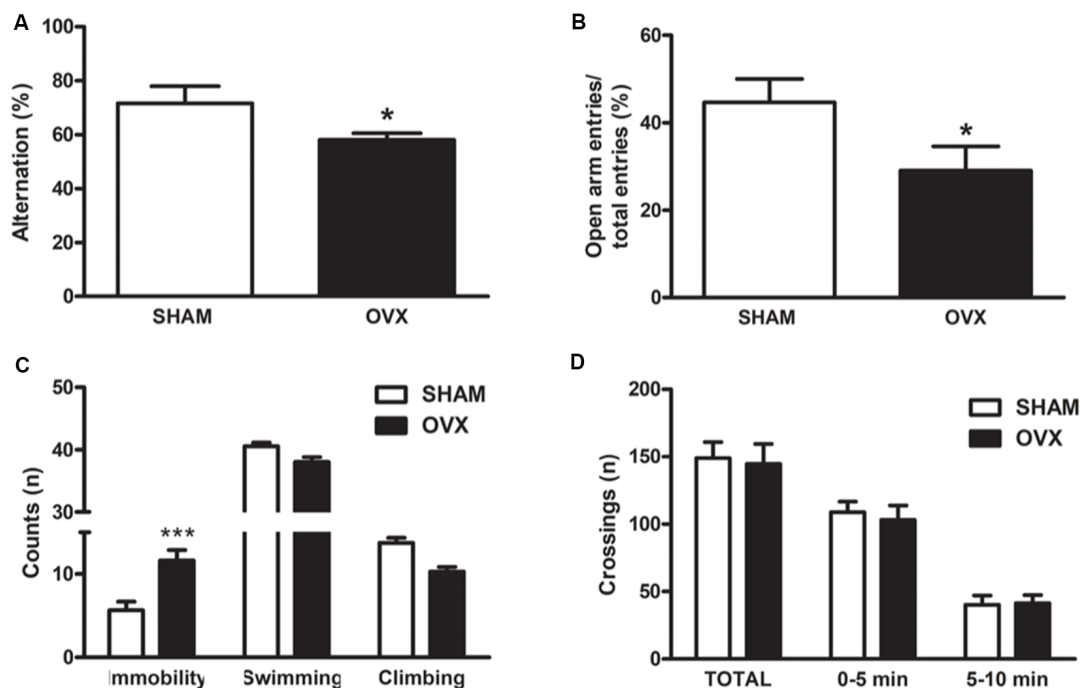 A
Alternation (%)
100
80
60
40
20
0
*
SHAM OVX
B
Open arm entries/
total entries (%)
60
40
20
0
*
SHAM OVX
C
Counts (n)
50
40
30
10
0
SHAM
OVX
***
Immobility Swimming Climbing
D
Crossings (n)
200
150
100
50
0
SHAM
OVX
TOTAL 0-5 min 5-10 min